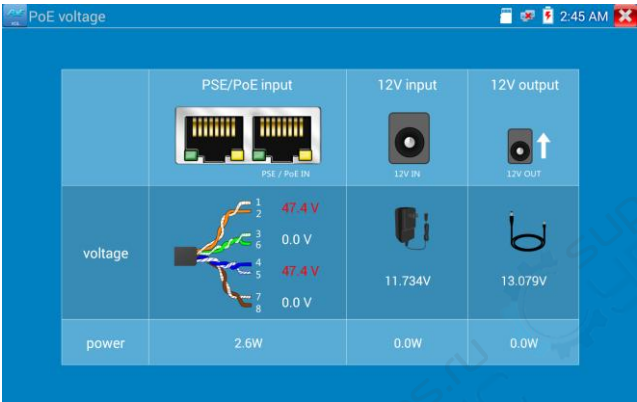 PoE voltage
2:45 AM
PSE/PoE input
12V input
12V output
PSE / PoE IN
12V IN
12V OUT
voltage
1
2
47.4 V
3
6
0.0 V
4
5
47.4 V
7
8
0.0 V
11.734V
13.079V
power
2.6W
0.0W
0.0W